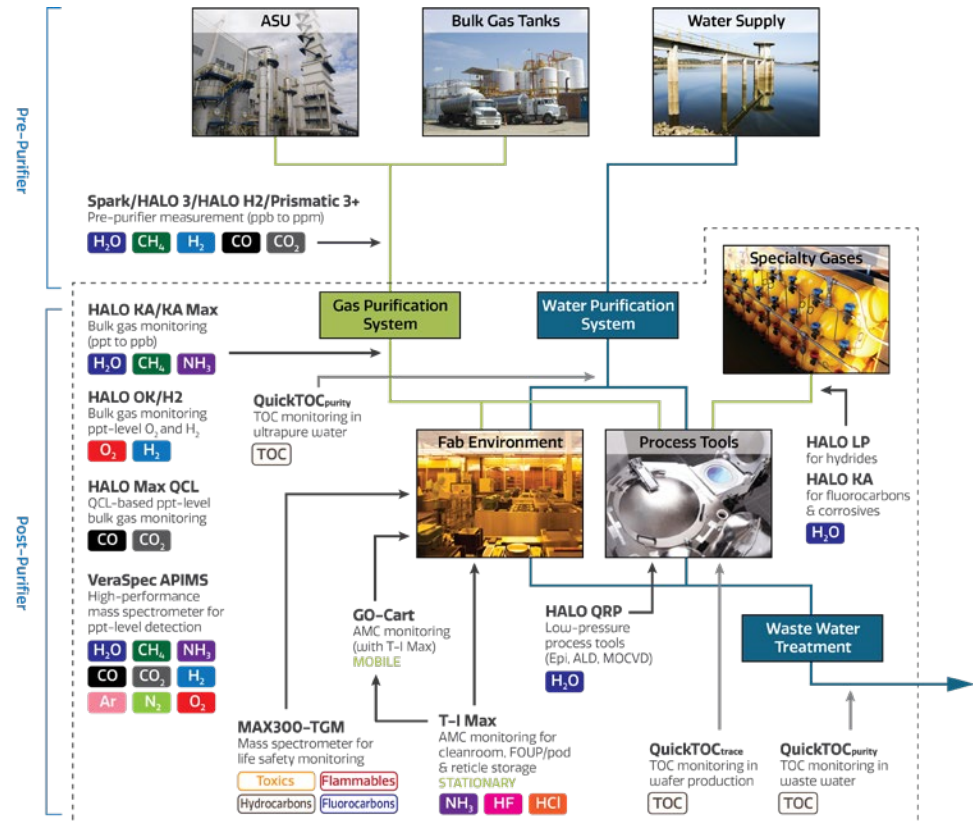 ASU
Bulk Gas Tanks
Water Supply
Pre-Purifier
Spark/HALO 3/HALO H2/Prismatic 3+
Pre-purifier measurement (ppb to ppm)
H₂O CH₄ H₂ CO CO₂
Specialty Gases
Gas Purification
System
Water Purification
System
Post-Purifier
HALO KA/KA Max
Bulk gas monitoring
(ppt to ppb)
H₂O CH₄ NH₃
HALO OK/H2
Bulk gas monitoring
ppt-level O₂ and H₂
O₂ H₂
HALO Max QCL
QCL-based ppt-level
bulk gas monitoring
CO CO₂
VeraSpec APIMS
High-performance
mass spectrometer for
ppt-level detection
H₂O CH₄ NH₃
CO CO₂ H₂
Ar N₂ O₂
QuickTOCpurity
TOC monitoring in
ultrapure water
TOC
Fab Environment
Process Tools
HALO LP
for hydrides
HALO KA
for fluorocarbons
& corrosives
H₂O
GO-Cart
AMC monitoring
(with T-I Max)
MOBILE
HALO QRP
Low-pressure
process tools
(Epi, ALD, MOCVD)
H₂O
Waste Water
Treatment
MAX300-TGM
Mass spectrometer for
life safety monitoring
Toxics Flammables
Hydrocarbons Fluorocarbons
T-I Max
AMC monitoring for
cleanroom, FOUP/pod
& reticle storage
STATIONARY
NH₃ HF HCl
QuickTOCtrace
TOC monitoring in
wafer production
TOC
QuickTOCpurity
TOC monitoring in
waste water
TOC